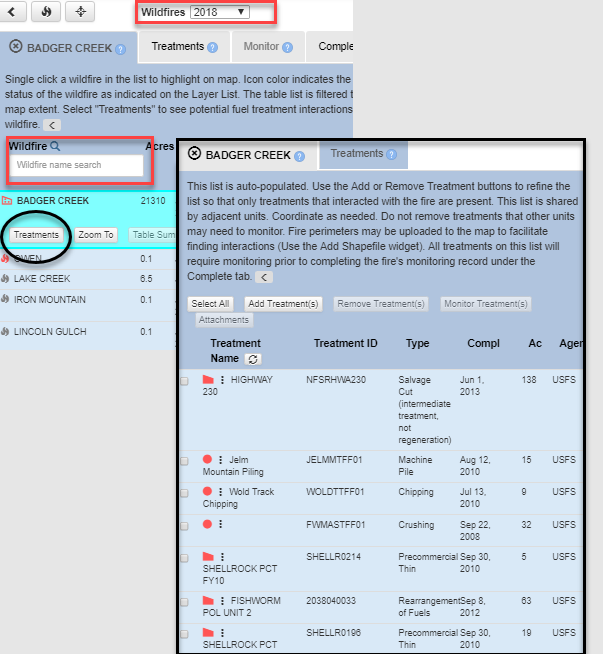 Wildfires 2018
BADGER CREEK ?
Treatments ?
Monitor ?
Comple
Single click a wildfire in the list to highlight on map. Icon color indicates the
status of the wildfire as indicated on the Layer List. The table list is filtered t
map extent. Select "Treatments" to see potential fuel treatment interactions
wildfire. <
Wildfire
Acres
Wildfire name search
BADGER CREEK 21310
Treatments Zoom To Table Sum
OWEN 0.1
LAKE CREEK 6.5
IRON MOUNTAIN 0.1
LINCOLN GULCH 0.1
BADGER CREEK ?
Treatments ?
This list is auto-populated. Use the Add or Remove Treatment buttons to refine the
list so that only treatments that interacted with the fire are present. This list is shared
by adjacent units. Coordinate as needed. Do not remove treatments that other units
may need to monitor. Fire perimeters may be uploaded to the map to facilitate
finding interactions (Use the Add Shapefile widget). All treatments on this list will
require monitoring prior to completing the fire's monitoring record under the
Complete tab. <
Select All Add Treatment(s) Remove Treatment(s) Monitor Treatment(s)
Attachments
Treatment Treatment ID Type Compl Ac Agen
Name
HIGHWAY NFSRHWA230 Salvage Jun 1, 138 USFS
230 Cut 2013
(intermediate
treatment,
not
regeneration)
Jelm JELMMTFF01 Machine Aug 12, 15 USFS
Mountain Piling Pile 2010
Wold Track WOLDTTFF01 Chipping Jul 13, 9 USFS
Chipping 2010
FWMASTFF01 Crushing Sep 22, 32 USFS
2008
SHELLR0214 Precommercial Sep 30, 5 USFS
SHELLROCK PCT Thin 2010
FY10
FISHWORM 2038040033 Rearrangement Sep 8, 63 USFS
POL UNIT 2 of Fuels 2012
SHELLR0196 Precommercial Sep 30, 19 USFS
SHELLROCK PCT Thin 2010